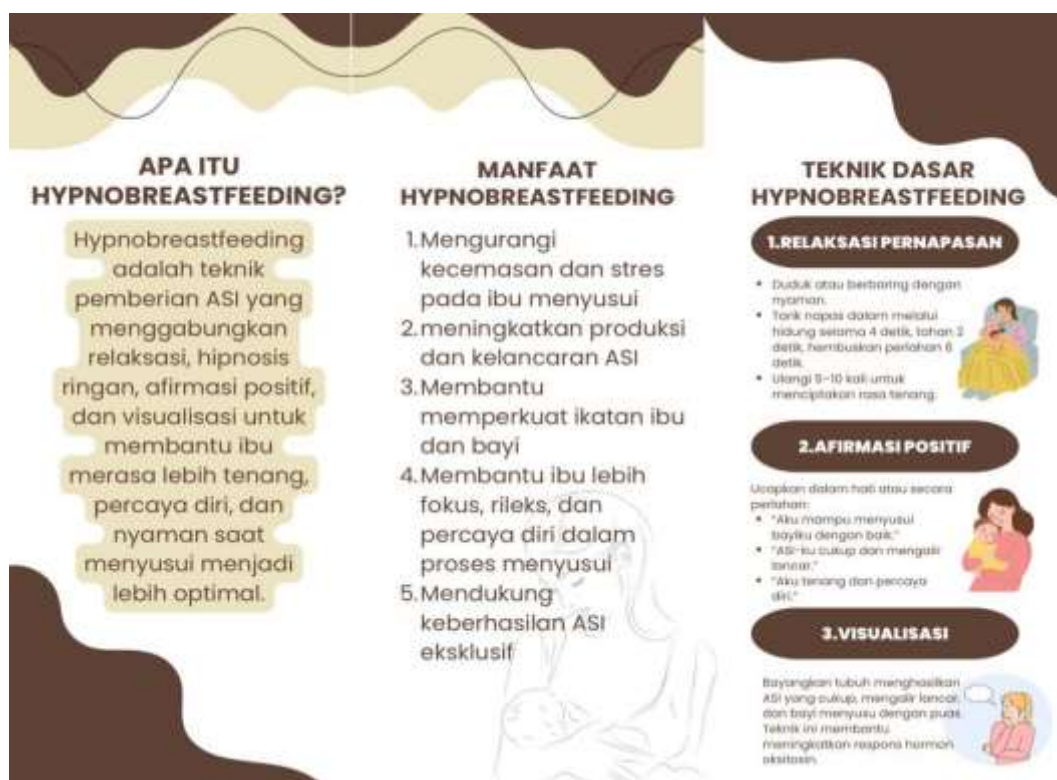 APA ITU
HYPNOBREASTFEEDING?
Hypnobreastfeeding
adalah teknik
pemberian ASI yang
menggabungkan
relaksasi, hipnosis
ringan, afirmasi positif,
dan visualisasi untuk
membantu ibu
merasa lebih tenang,
percaya diri, dan
nyaman saat
menyusui menjadi
lebih optimal.
MANFAAT
HYPNOBREASTFEEDING
1.Mengurangi
kecemasan dan stres
pada ibu menyusui
2.meningkatkan produksi
dan kelancaran ASI
3.Membantu
memperkuat ikatan ibu
dan bayi
4.Membantu ibu lebih
fokus, rileks, dan
percaya diri dalam
proses menyusui
5.Mendukung
keberhasilan ASI
eksklusif
TEKNIK DASAR
HYPNOBREASTFEEDING
1.RELAKSASI PERNAPASAN
• Duduk atau berbaring dengan
nyaman.
• Tarik napas dalam melalui
hidung selama 4 detik, tahan 2
detik, hembuskan perlahan 6
detik.
• Ulangi 5–10 kali untuk
menciptakan rasa tenang.
2.AFIRMASI POSITIF
Ucapkan dalam hati atau secara
perlahan:
• "Aku mampu menyusui
bayiku dengan baik."
• "ASI-ku cukup dan mengalir
lancar."
• "Aku tenang dan percaya
diri."
3.VISUALISASI
Bayangkan tubuh menghasilkan
ASI yang cukup, mengalir lancar,
dan bayi menyusu dengan puas.
Teknik ini membantu
meningkatkan respons hormon
oksitosin.